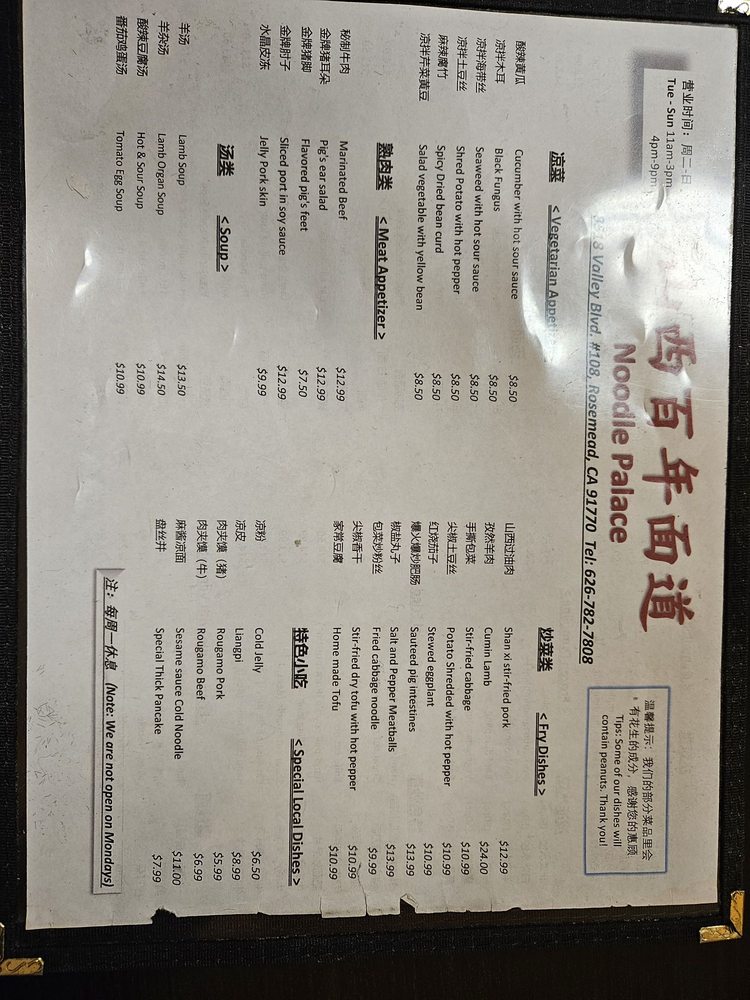 营业时间：周二-日
Tue - Sun 11am-3pm
4pm-9pm
西百年面道
Noodle Palace
Valley Blvd. #108, Rosemead, CA 91770 Tel: 626-782-7808
温馨提示：我们的部分菜品里会
有花生的成分，感谢您的惠顾
Tips: Some of our dishes will
contain peanuts. Thank you!
凉菜 < Vegetarian
酸辣黄瓜 Cucumber with hot sour sauce $8.50
凉拌木耳 Black Fungus $8.50
凉拌海带丝 Seaweed with hot sour sauce $8.50
凉拌土豆丝 Shred Potato with hot pepper $8.50
麻辣腐竹 Spicy Dried bean curd $8.50
凉拌芹菜黄豆 Salad vegetable with yellow bean $8.50
熟肉类 < Meat Appetizer >
秘制牛肉 Marinated Beef $12.99
金牌猪耳朵 Pig's ear salad $12.99
金牌猪脚 Flavored pig's feet $7.50
金牌肘子 Sliced port in soy sauce $12.99
水晶皮冻 Jelly Pork skin $9.99
汤类 < Soup >
羊汤 Lamb Soup $13.50
羊杂汤 Lamb Organ Soup $14.50
酸辣豆腐汤 Hot & Sour Soup $10.99
番茄鸡蛋汤 Tomato Egg Soup $10.99
炒菜类 < Fry Dishes >
山西过油肉 Shan xi stir-fried pork $12.99
孜然羊肉 Cumin Lamb $24.00
手撕包菜 Stir-fried cabbage $10.99
尖椒土豆丝 Potato Shredded with hot pepper $10.99
红烧茄子 Stewed eggplant $10.99
爆火爆炒肥肠 Sauteed pig intestines $13.99
椒盐丸子 Salt and Pepper Meatballs $13.99
包菜炒粉丝 Fried cabbage noodle $9.99
尖椒香干 Stir-fried dry tofu with hot pepper $10.99
家常豆腐 Home made Tofu $10.99
特色小吃 < Special Local Dishes >
凉粉 Cold Jelly $6.50
凉皮 Liangpi $8.99
肉夹馍（猪） Rougamo Pork $5.99
肉夹馍（牛） Rougamo Beef $6.99
麻酱凉面 Sesame sauce Cold Noodle $11.00
盘丝井 Special Thick Pancake $7.99
注：每周一休息 (Note: We are not open on Mondays)